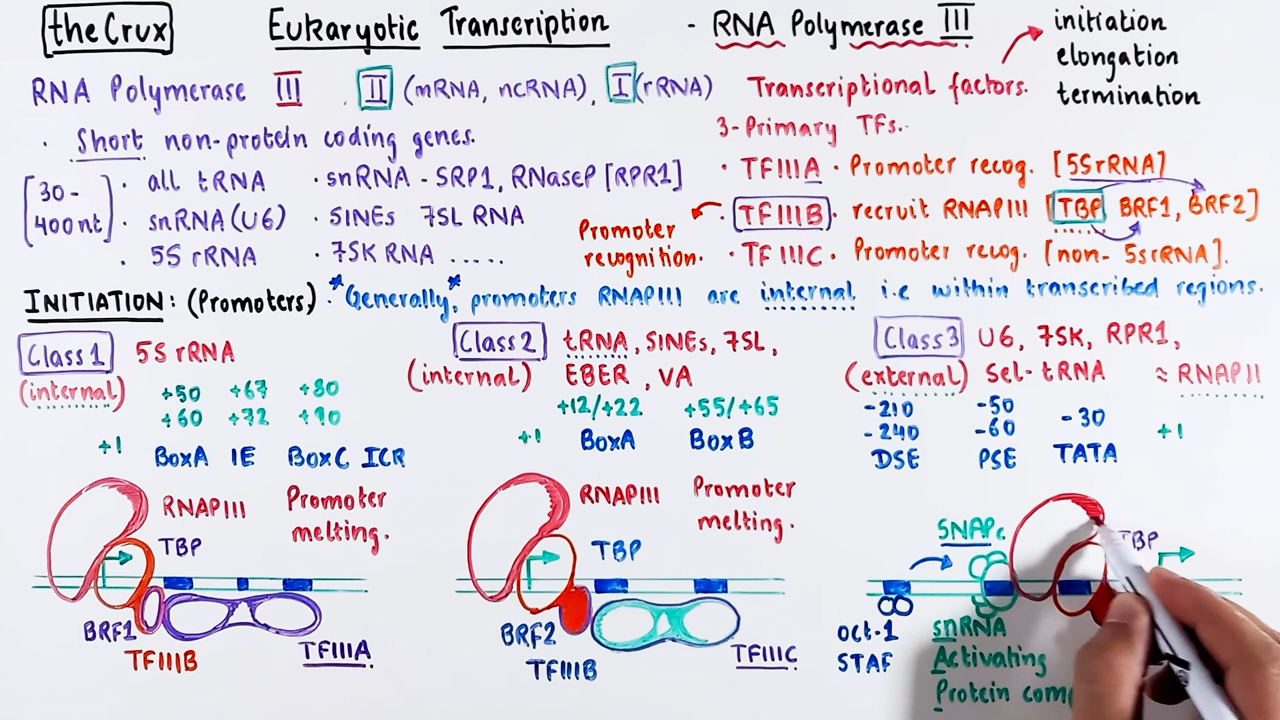 theCrux
Eukaryotic Transcription - RNA Polymerase III
RNA Polymerase III . II (mRNA, ncRNA), I (rRNA)
Transcriptional factors.
initiation
elongation
termination
· Short non-protein coding genes.
[30-
400nt]
· all tRNA · snRNA - SRP1, RNaseP [RPR1]
· snRNA (U6) · SINEs 7SL RNA
· 5S rRNA · 7SK RNA .....
3-Primary TFs.
· TFIIIA · Promoter recog. [5SrRNA]
· TFIIIB · recruit RNAPIII [TBP BRF1, BRF2]
· TFIIIC · Promoter recog. [non-5srRNA].
Promoter
recognition.
INITIATION: (Promoters) . *Generally,* promoters RNAPIII are internal i.e within transcribed regions.
Class 1 5S rRNA
(internal)
+50 +67 +80
+60 +72 +90
+1 BoxA IE BoxC ICR
RNAPIII Promoter
melting.
TBP
BRF1
TFIIIB
TFIIIA
Class 2 tRNA, SINEs, 7SL,
(internal) EBER, VA
+12/+22 +55/+65
+1 BoxA BoxB
RNAPIII Promoter
melting.
TBP
BRF2
TFIIIB
TFIIIC
Class 3 U6, 7SK, RPR1,
(external) Sel-tRNA ≈ RNAPII
-210 -50 -30
-240 -60 +1
DSE PSE TATA
SNAPc
TBP
Oct-1
STAF
snRNA
Activating
Protein com